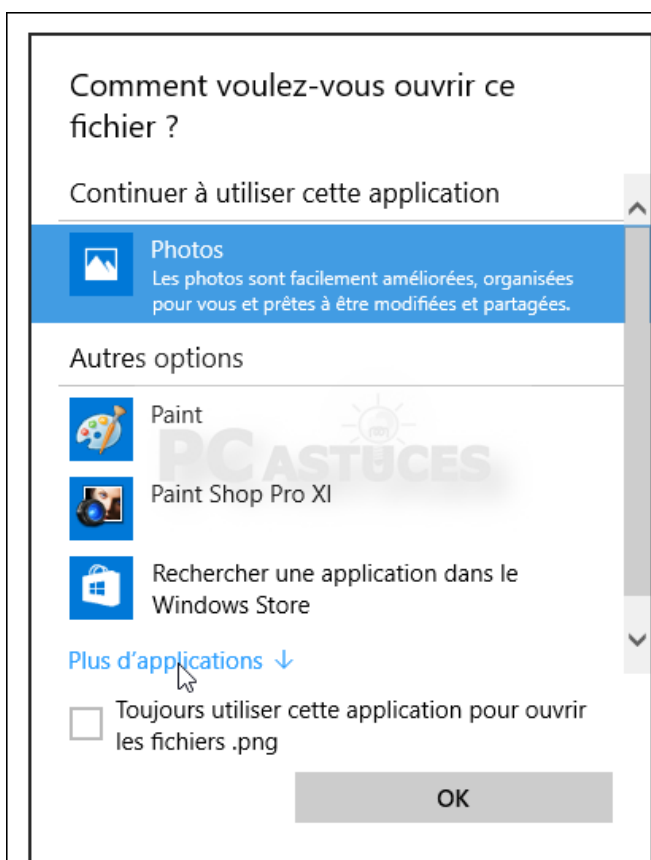 Comment voulez-vous ouvrir ce
fichier ?
Continuer à utiliser cette application
Photos
Les photos sont facilement améliorées, organisées
pour vous et prêtes à être modifiées et partagées.
Autres options
Paint
PC ASTUCES
Paint Shop Pro XI
Rechercher une application dans le
Windows Store
Plus d'applications ↓
Toujours utiliser cette application pour ouvrir
les fichiers .png
OK